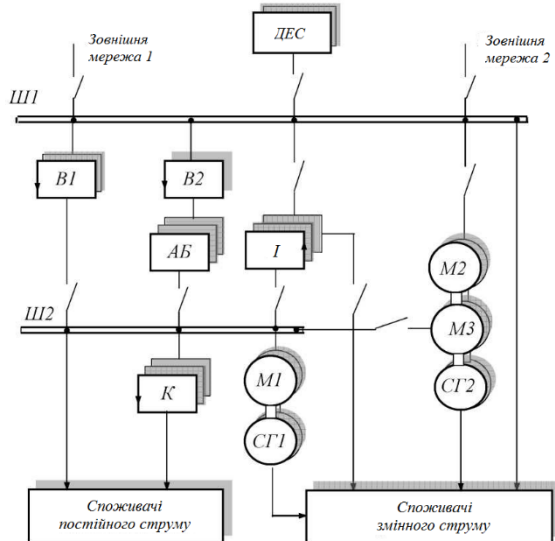 Зовнішня
мережа 1
ДЕС
Зовнішня
мережа 2
Ш1
В1
В2
АБ
І
М2
Ш2
М3
М1
К
СГ2
СГ1
Споживачі
постійного струму
Споживачі
змінного струму